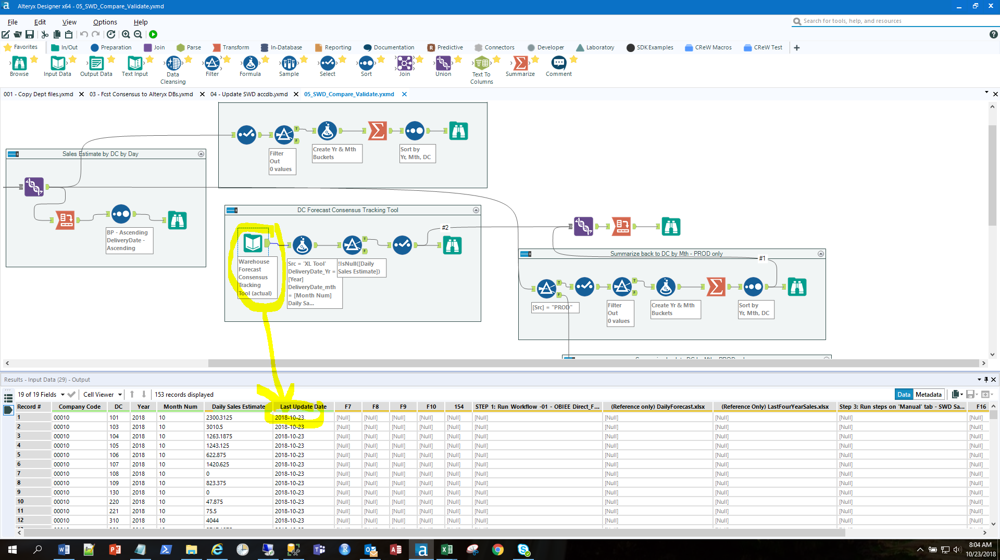 Alteryx Designer x64 - 05_SWD_Compare_Validate.yxmd
File Edit View Options Help
Search for tools, help, and resources
Favorites In/Out Preparation Join Parse Transform In-Database Reporting Documentation Predictive Connectors Developer Laboratory SDK Examples CReW Macros CReW Test
Browse Input Data Output Data Text Input Data Cleansing Filter Formula Sample Select Sort Join Union Text To Columns Summarize Comment
001 - Copy Dept files.yxmd 03 - Fcst Consensus to Alteryx DBs.yxmd 04 - Update SWD accdb.yxmd 05_SWD_Compare_Validate.yxmd
T
F
Filter
Out
0 values
Create Yr & Mth
Buckets
Sort by
Yr, Mth, DC
Sales Estimate by DC by Day
BP - Ascending
DeliveryDate -
Ascending
DC Forecast Consensus Tracking Tool
#2
Warehouse
Forecast
Consensus
Tracking
Tool (actual)
Src = 'XL Tool'
DeliveryDate_Yr =
[Year]
DeliveryDate_mth
= [Month Num]
Daily Sa...
T
F
!IsNull([Daily
Sales Estimate])
Summarize back to DC by Mth - PROD only
#1
T
F
[Src] = "PROD"
T
F
Filter
Out
0 values
Create Yr & Mth
Buckets
Sort by
Yr, Mth, DC
Results - Input Data (29) - Output
19 of 19 Fields Cell Viewer 153 records displayed Data Metadata
Record # Company Code DC Year Month Num Daily Sales Estimate Last Update Date F7 F8 F9 F10 154 STEP 1: Run Workflow -01 - OBIEE Direct_F... (Reference only) DailyForecast.xlsx (Reference Only) LastFourYearSales.xlsx Step 3: Run steps on 'Manual' tab - SWD Sa... F16
1 00010 101 2018 10 2300.3125 2018-10-23 [Null] [Null] [Null] [Null] [Null] [Null] [Null] [Null] [Null] [Null]
2 00010 103 2018 10 3010.5 2018-10-23 [Null] [Null] [Null] [Null] [Null] [Null] [Null] [Null] [Null] [Null]
3 00010 104 2018 10 1263.1875 2018-10-23 [Null] [Null] [Null] [Null] [Null] [Null] [Null] [Null] [Null] [Null]
4 00010 105 2018 10 1243.125 2018-10-23 [Null] [Null] [Null] [Null] [Null] [Null] [Null] [Null] [Null] [Null]
5 00010 106 2018 10 622.875 2018-10-23 [Null] [Null] [Null] [Null] [Null] [Null] [Null] [Null] [Null] [Null]
6 00010 107 2018 10 1420.625 2018-10-23 [Null] [Null] [Null] [Null] [Null] [Null] [Null] [Null] [Null] [Null]
7 00010 108 2018 10 0 2018-10-23 [Null] [Null] [Null] [Null] [Null] [Null] [Null] [Null] [Null] [Null]
8 00010 109 2018 10 823.375 2018-10-23 [Null] [Null] [Null] [Null] [Null] [Null] [Null] [Null] [Null] [Null]
9 00010 130 2018 10 0 2018-10-23 [Null] [Null] [Null] [Null] [Null] [Null] [Null] [Null] [Null] [Null]
10 00010 220 2018 10 47.875 2018-10-23 [Null] [Null] [Null] [Null] [Null] [Null] [Null] [Null] [Null] [Null]
11 00010 221 2018 10 75.5 2018-10-23 [Null] [Null] [Null] [Null] [Null] [Null] [Null] [Null] [Null] [Null]
12 00010 310 2018 10 4044 2018-10-23 [Null] [Null] [Null] [Null] [Null] [Null] [Null] [Null] [Null] [Null]
8:04 AM
10/23/2018